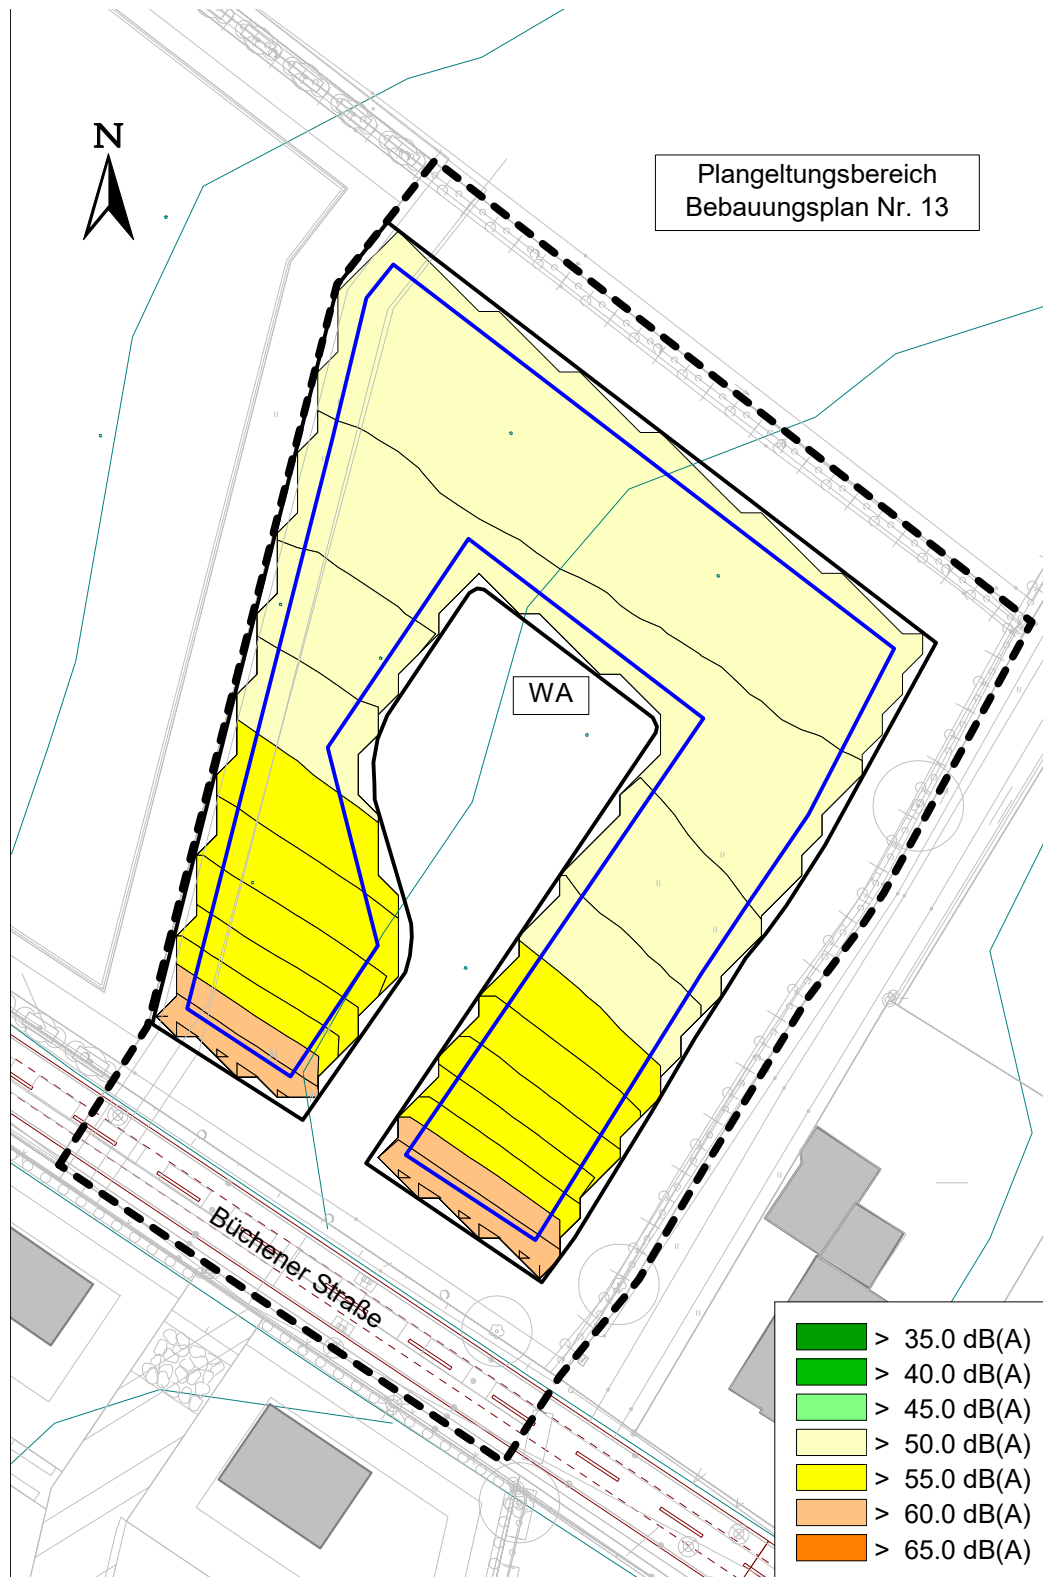 N
Plangeltungsbereich
Bebauungsplan Nr. 13
WA
Büchener Straße
> 35.0 dB(A)
> 40.0 dB(A)
> 45.0 dB(A)
> 50.0 dB(A)
> 55.0 dB(A)
> 60.0 dB(A)
> 65.0 dB(A)